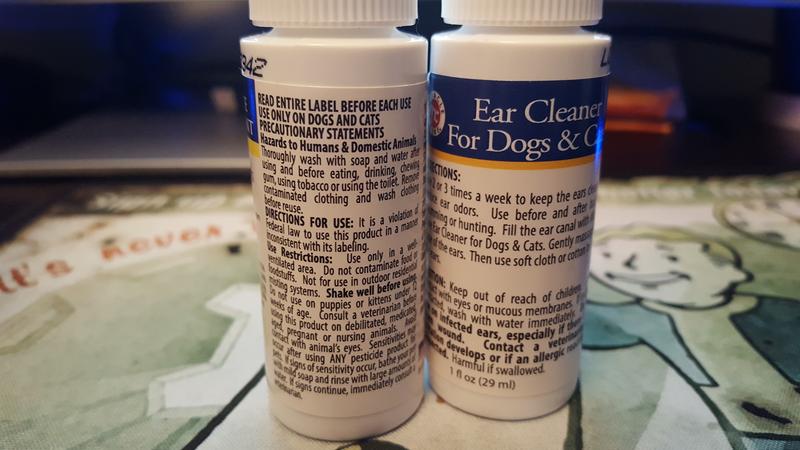 342
READ ENTIRE LABEL BEFORE EACH USE
USE ONLY ON DOGS AND CATS
PRECAUTIONARY STATEMENTS
Hazards to Humans & Domestic Animals
Thoroughly wash with soap and water after
using and before eating, drinking, chewing
gum, using tobacco or using the toilet. Remove
contaminated clothing and wash clothing
before reuse.
DIRECTIONS FOR USE: It is a violation of
Federal law to use this product in a manner
inconsistent with its labeling.
Use Restrictions: Use only in a well-
ventilated area. Do not contaminate food or
foodstuffs. Not for use in outdoor residential
misting systems. Shake well before using.
Do not use on puppies or kittens under
weeks of age. Consult a veterinarian before
using this product on debilitated, medicated,
aged, pregnant or nursing animals. Avoid
contact with animal's eyes. Sensitivities may
occur after using ANY pesticide product
If signs of sensitivity occur, bathe your pet
with mild soap and rinse with large amounts of
water. If signs continue, immediately consult a
veterinarian.
Ear Cleaner
For Dogs & C
CTIONS:
2 or 3 times a week to keep the ears
ear odors. Use before and after
ming or hunting. Fill the ear canal with
Ear Cleaner for Dogs & Cats. Gently
of the ears. Then use soft cloth or cotton
ION: Keep out of reach of children.
with eyes or mucous membranes. If
wash with water immediately.
infected ears, especially if
wound. Contact a veterin
ion develops or if an allergic
Harmful if swallowed.
1 fl oz (29 ml)
ll's ROUGH